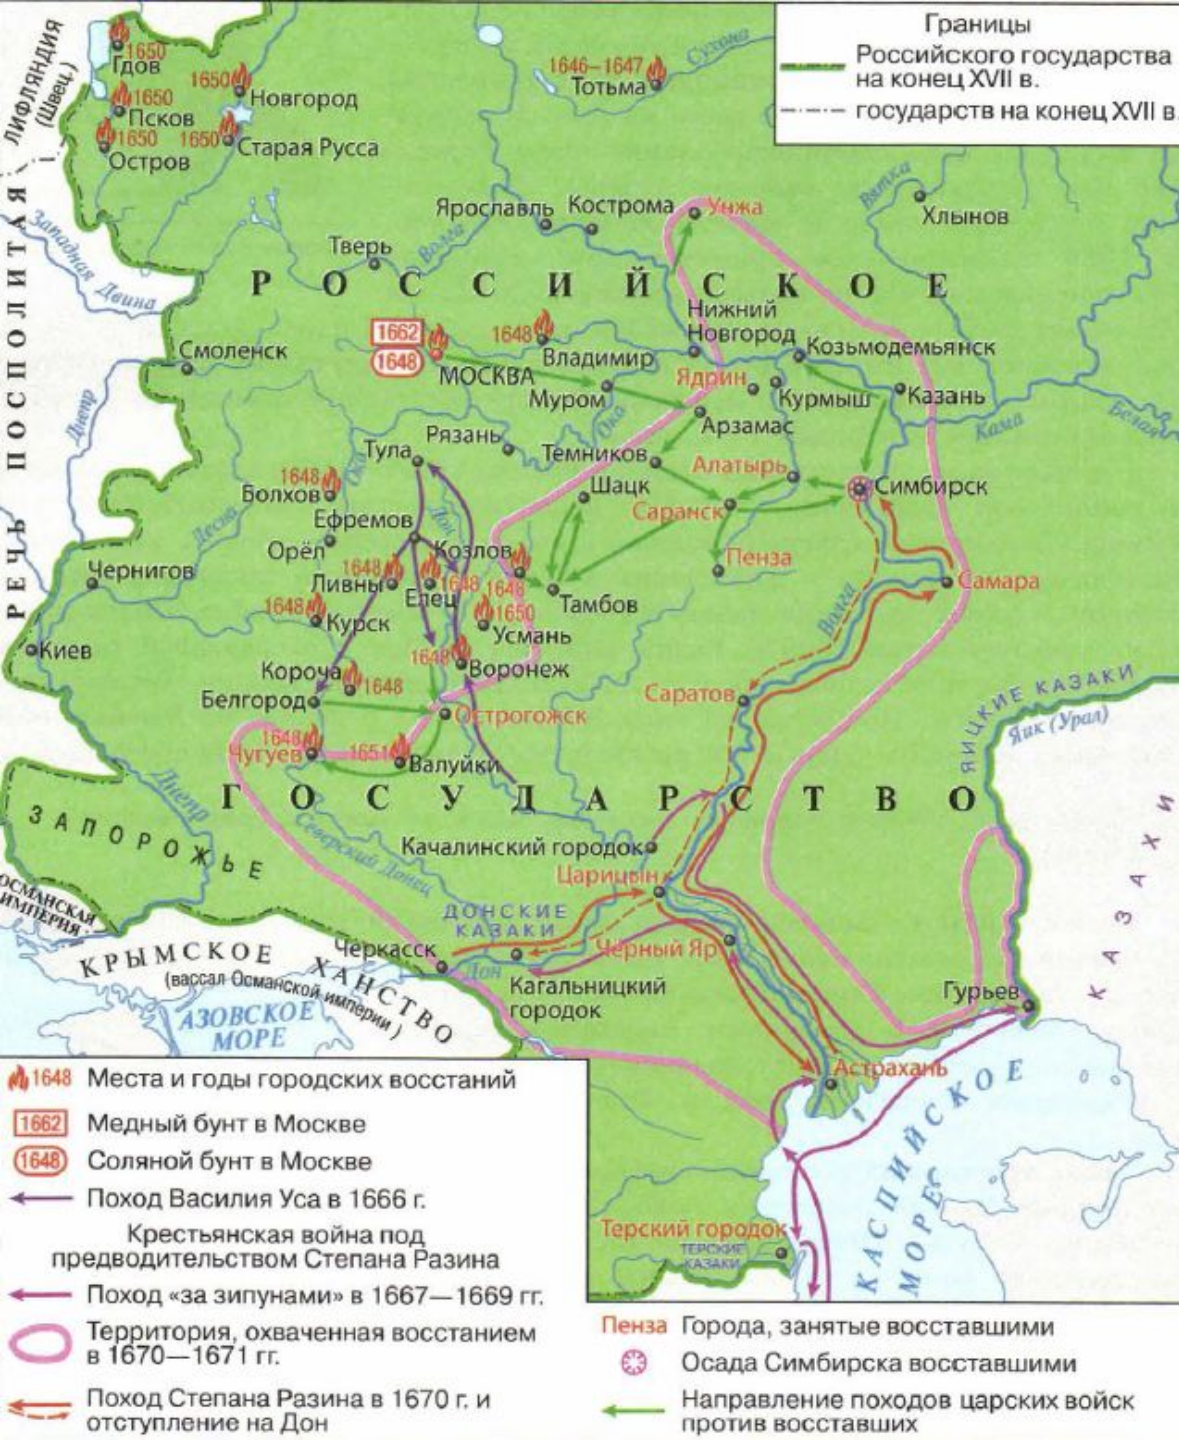 Границы
Российского государства
на конец XVII в.
государств на конец XVII в.
ЛИФЛЯНДИЯ
(Швец.)
1650
Гдов
1650
Новгород
1650
Псков
1650
Остров
1650
Старая Русса
1646–1647
Тотьма
Сухона
Вятка
Хлынов
РЕЧЬ ПОСПОЛИТАЯ
Западная Двина
Ярославль
Кострома
Унжа
Тверь
Волга
РОССИЙСКОЕ
Нижний
Новгород
1662
1648
МОСКВА
1648
Владимир
Козьмодемьянск
Смоленск
Муром
Ядрин
Курмыш
Казань
Днепр
Ока
Арзамас
Кама
Белая
Тула
Рязань
Темников
Алатырь
Ока
1648
Болхов
Шацк
Симбирск
Саранск
Десна
Ефремов
Дон
Орёл
Козлов
1648
Пенза
Чернигов
1648
Ливны
1648
Елец
Тамбов
Самара
1648
Курск
1650
Усмань
Волга
Киев
1648
Воронеж
Короча
1648
Белгород
Саратов
Острогожск
ЯИЦКИЕ КАЗАКИ
Яик (Урал)
1648
Чугуев
1651
Валуйки
Днепр
ГОСУДАРСТВО
ЗАПОРОЖЬЕ
Северский Донец
Качалинский городок
Царицын
КАЗАХИ
ОСМАНСКАЯ
ИМПЕРИЯ
ДОНСКИЕ
КАЗАКИ
Черкасск
Дон
Черный Яр
КРЫМСКОЕ ХАНСТВО
(вассал Османской империи)
Кагальницкий
городок
Гурьев
АЗОВСКОЕ
МОРЕ
Астрахань
КАСПИЙСКОЕ
МОРЕ
Терский городок
ТЕРСКИЕ
КАЗАКИ
1648 Места и годы городских восстаний
1662 Медный бунт в Москве
1648 Соляной бунт в Москве
Поход Василия Уса в 1666 г.
Крестьянская война под
предводительством Степана Разина
Поход «за зипунами» в 1667—1669 гг.
Территория, охваченная восстанием
в 1670—1671 гг.
Поход Степана Разина в 1670 г. и
отступление на Дон
Пенза Города, занятые восставшими
Осада Симбирска восставшими
Направление походов царских войск
против восставших